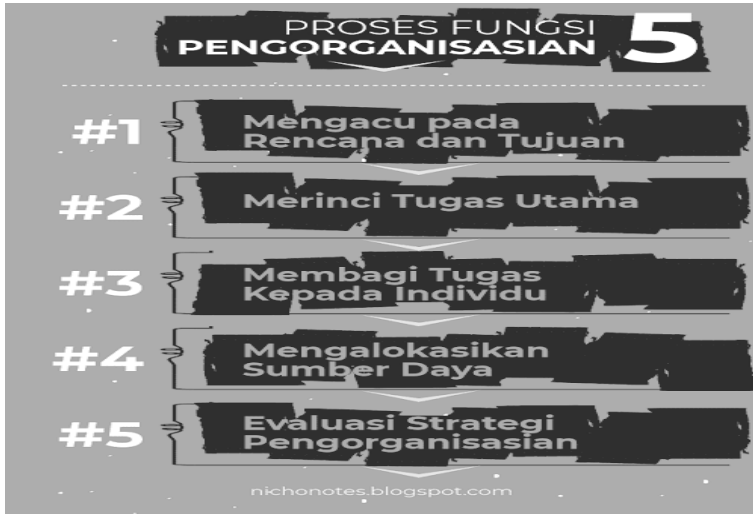 PROSES FUNGSI
PENGORGANISASIAN 5
#1 Mengacu pada
Rencana dan Tujuan
#2 Merinci Tugas Utama
#3 Membagi Tugas
Kepada Individu
#4 Mengalokasikan
Sumber Daya
#5 Evaluasi Strategi
Pengorganisasian
nichonotes.blogspot.com